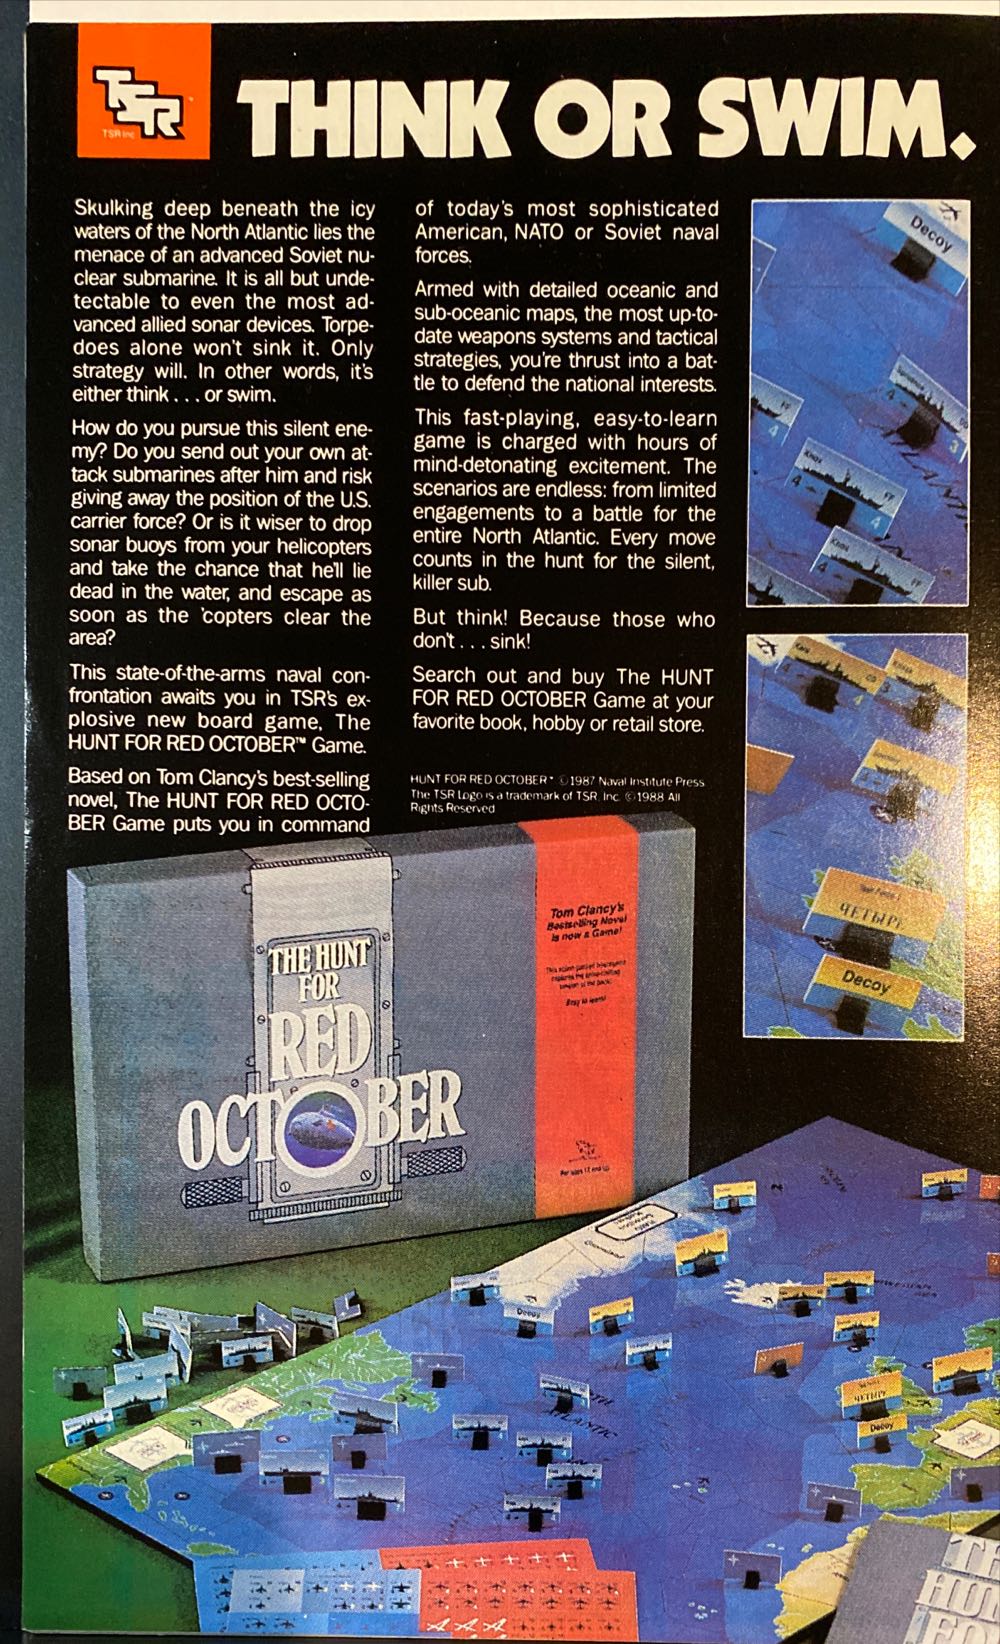 TSR
TSR Inc
THINK OR SWIM.
Skulking deep beneath the icy
waters of the North Atlantic lies the
menace of an advanced Soviet nu-
clear submarine. It is all but unde-
tectable to even the most ad-
vanced allied sonar devices. Torpe-
does alone won't sink it. Only
strategy will. In other words, it's
either think . . . or swim.
How do you pursue this silent ene-
my? Do you send out your own at-
tack submarines after him and risk
giving away the position of the U.S.
carrier force? Or is it wiser to drop
sonar buoys from your helicopters
and take the chance that he'll lie
dead in the water, and escape as
soon as the 'copters clear the
area?
This state-of-the-arms naval con-
frontation awaits you in TSR's ex-
plosive new board game, The
HUNT FOR RED OCTOBER™ Game.
Based on Tom Clancy's best-selling
novel, The HUNT FOR RED OCTO-
BER Game puts you in command
of today's most sophisticated
American, NATO or Soviet naval
forces.
Armed with detailed oceanic and
sub-oceanic maps, the most up-to-
date weapons systems and tactical
strategies, you're thrust into a bat-
tle to defend the national interests.
This fast-playing, easy-to-learn
game is charged with hours of
mind-detonating excitement. The
scenarios are endless: from limited
engagements to a battle for the
entire North Atlantic. Every move
counts in the hunt for the silent,
killer sub.
But think! Because those who
don't . . . sink!
Search out and buy The HUNT
FOR RED OCTOBER Game at your
favorite book, hobby or retail store.
HUNT FOR RED OCTOBER™ ©1987 Naval Institute Press
The TSR Logo is a trademark of TSR, Inc. ©1988 All
Rights Reserved
Decoy
4
3
4
Knox
FF
4
4
Knox
FF
4
4
ЧЕТЫРЕ
Decoy
THE HUNT
FOR
RED
OCTOBER
Tom Clancy's
Bestselling Novel
is now a Game!
Easy to learn!
Decoy
ЧЕТЫРЕ
Decoy
ATLANTIC